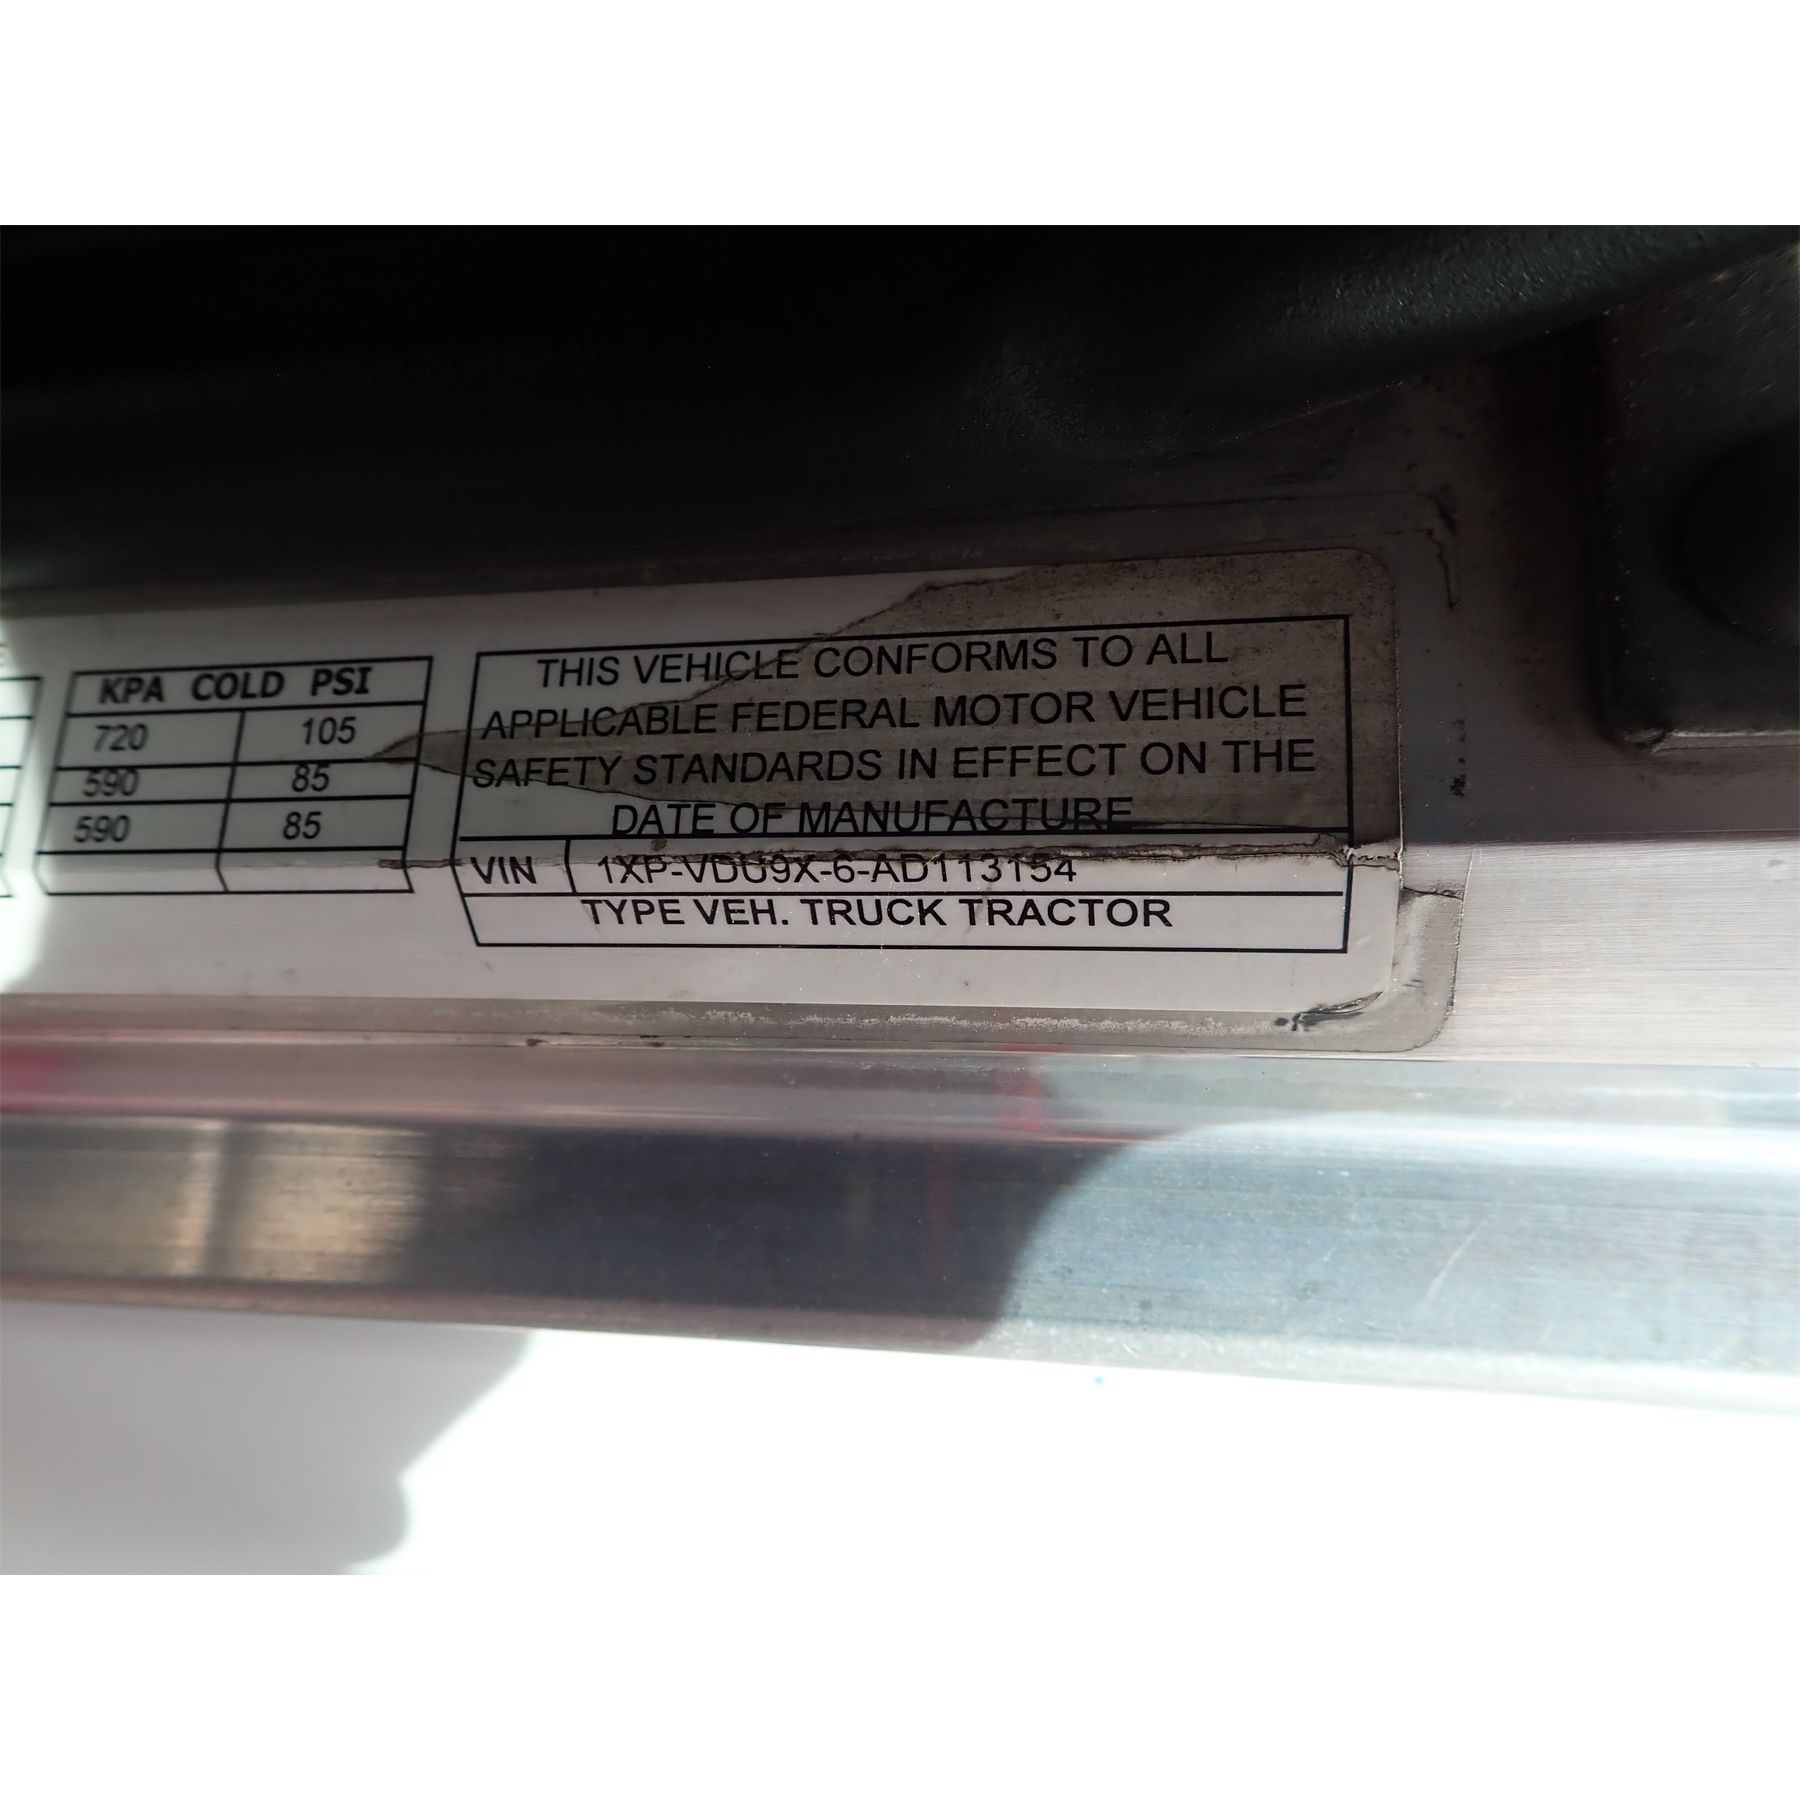 KPA COLD PSI
720 105
590 85
590 85
THIS VEHICLE CONFORMS TO ALL
APPLICABLE FEDERAL MOTOR VEHICLE
SAFETY STANDARDS IN EFFECT ON THE
DATE OF MANUFACTURE
VIN 1XP-VDU9X-6-AD113154
TYPE VEH. TRUCK TRACTOR